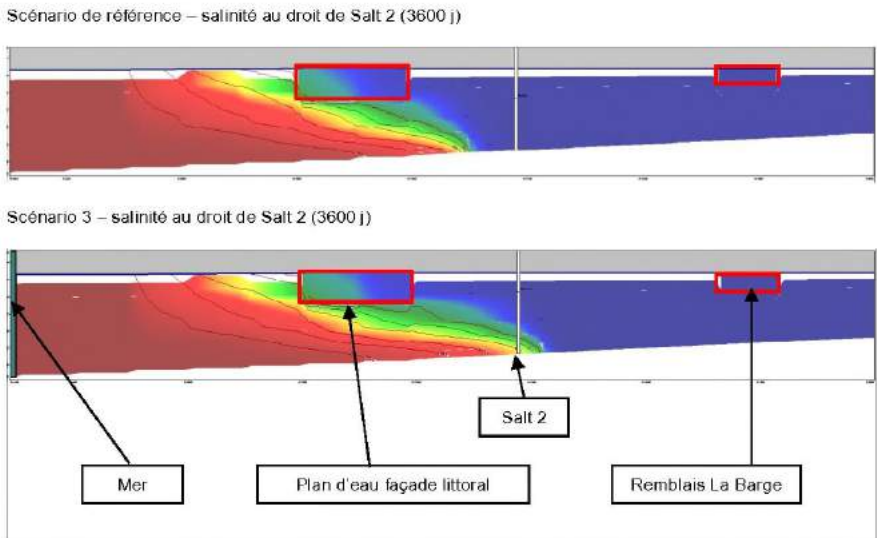 Scénario de référence – salinité au droit de Salt 2 (3600 j)
Scénario 3 – salinité au droit de Salt 2 (3600 j)
Salt 2
Mer
Plan d'eau façade littoral
Remblais La Barge